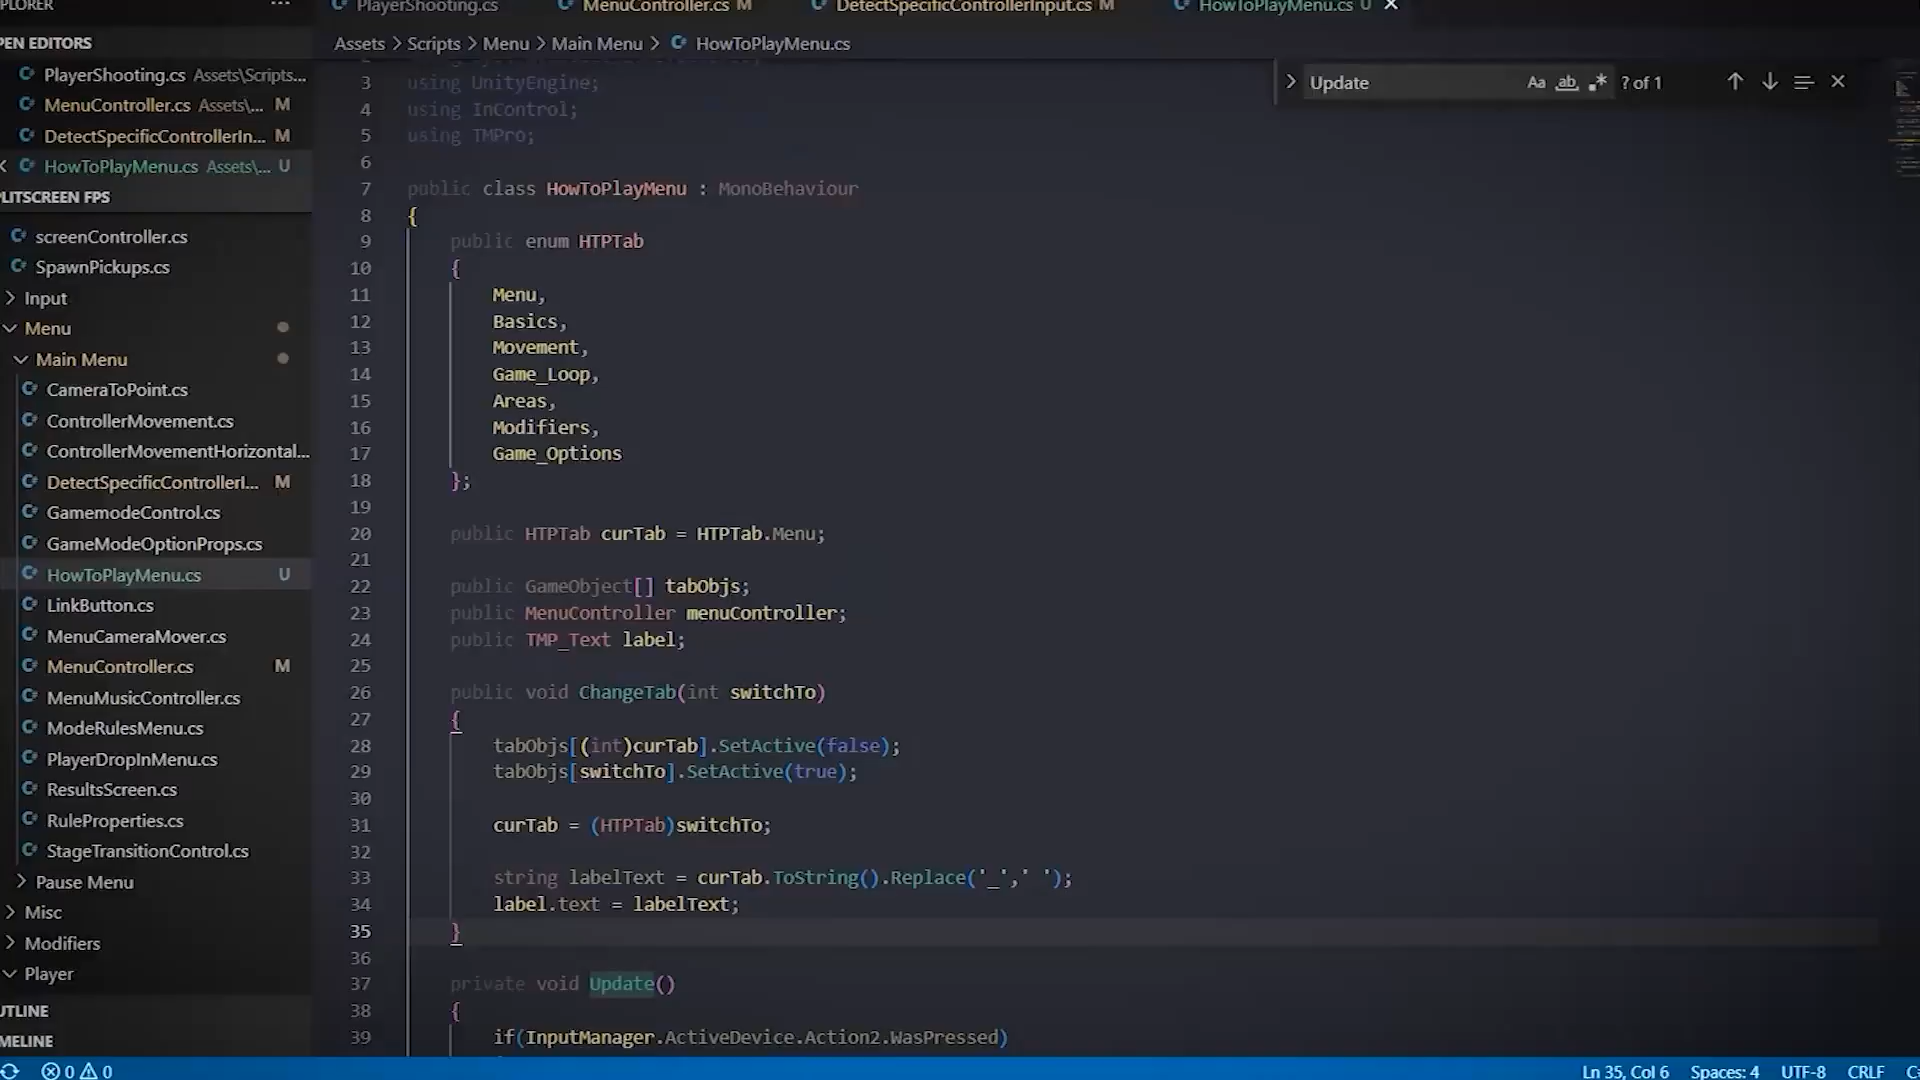 PLORER ...
PlayerShooting.cs
MenuController.cs M
DetectSpecificControllerInput.cs M
HowToPlayMenu.cs U
PEN EDITORS
PlayerShooting.cs Assets\Scripts...
MenuController.cs Assets\... M
DetectSpecificControllerIn... M
HowToPlayMenu.cs Assets\... U
PLITSCREEN FPS
screenController.cs
SpawnPickups.cs
Input
Menu
Main Menu
CameraToPoint.cs
ControllerMovement.cs
ControllerMovementHorizontal...
DetectSpecificControllerI... M
GamemodeControl.cs
GameModeOptionProps.cs
HowToPlayMenu.cs U
LinkButton.cs
MenuCameraMover.cs
MenuController.cs M
MenuMusicController.cs
ModeRulesMenu.cs
PlayerDropInMenu.cs
ResultsScreen.cs
RuleProperties.cs
StageTransitionControl.cs
Pause Menu
Misc
Modifiers
Player
UTLINE
MELINE
Assets > Scripts > Menu > Main Menu > HowToPlayMenu.cs
Update Aa ab .* ? of 1
3 using UnityEngine;
4 using InControl;
5 using TMPro;
6
7 public class HowToPlayMenu : MonoBehaviour
8 {
9 public enum HTPTab
10 {
11 Menu,
12 Basics,
13 Movement,
14 Game_Loop,
15 Areas,
16 Modifiers,
17 Game_Options
18 };
19
20 public HTPTab curTab = HTPTab.Menu;
21
22 public GameObject[] tabObjs;
23 public MenuController menuController;
24 public TMP_Text label;
25
26 public void ChangeTab(int switchTo)
27 {
28 tabObjs[(int)curTab].SetActive(false);
29 tabObjs[switchTo].SetActive(true);
30
31 curTab = (HTPTab)switchTo;
32
33 string labelText = curTab.ToString().Replace('_',' ');
34 label.text = labelText;
35 }
36
37 private void Update()
38 {
39 if(InputManager.ActiveDevice.Action2.WasPressed)
0 0
Ln 35, Col 6 Spaces: 4 UTF-8 CRLF